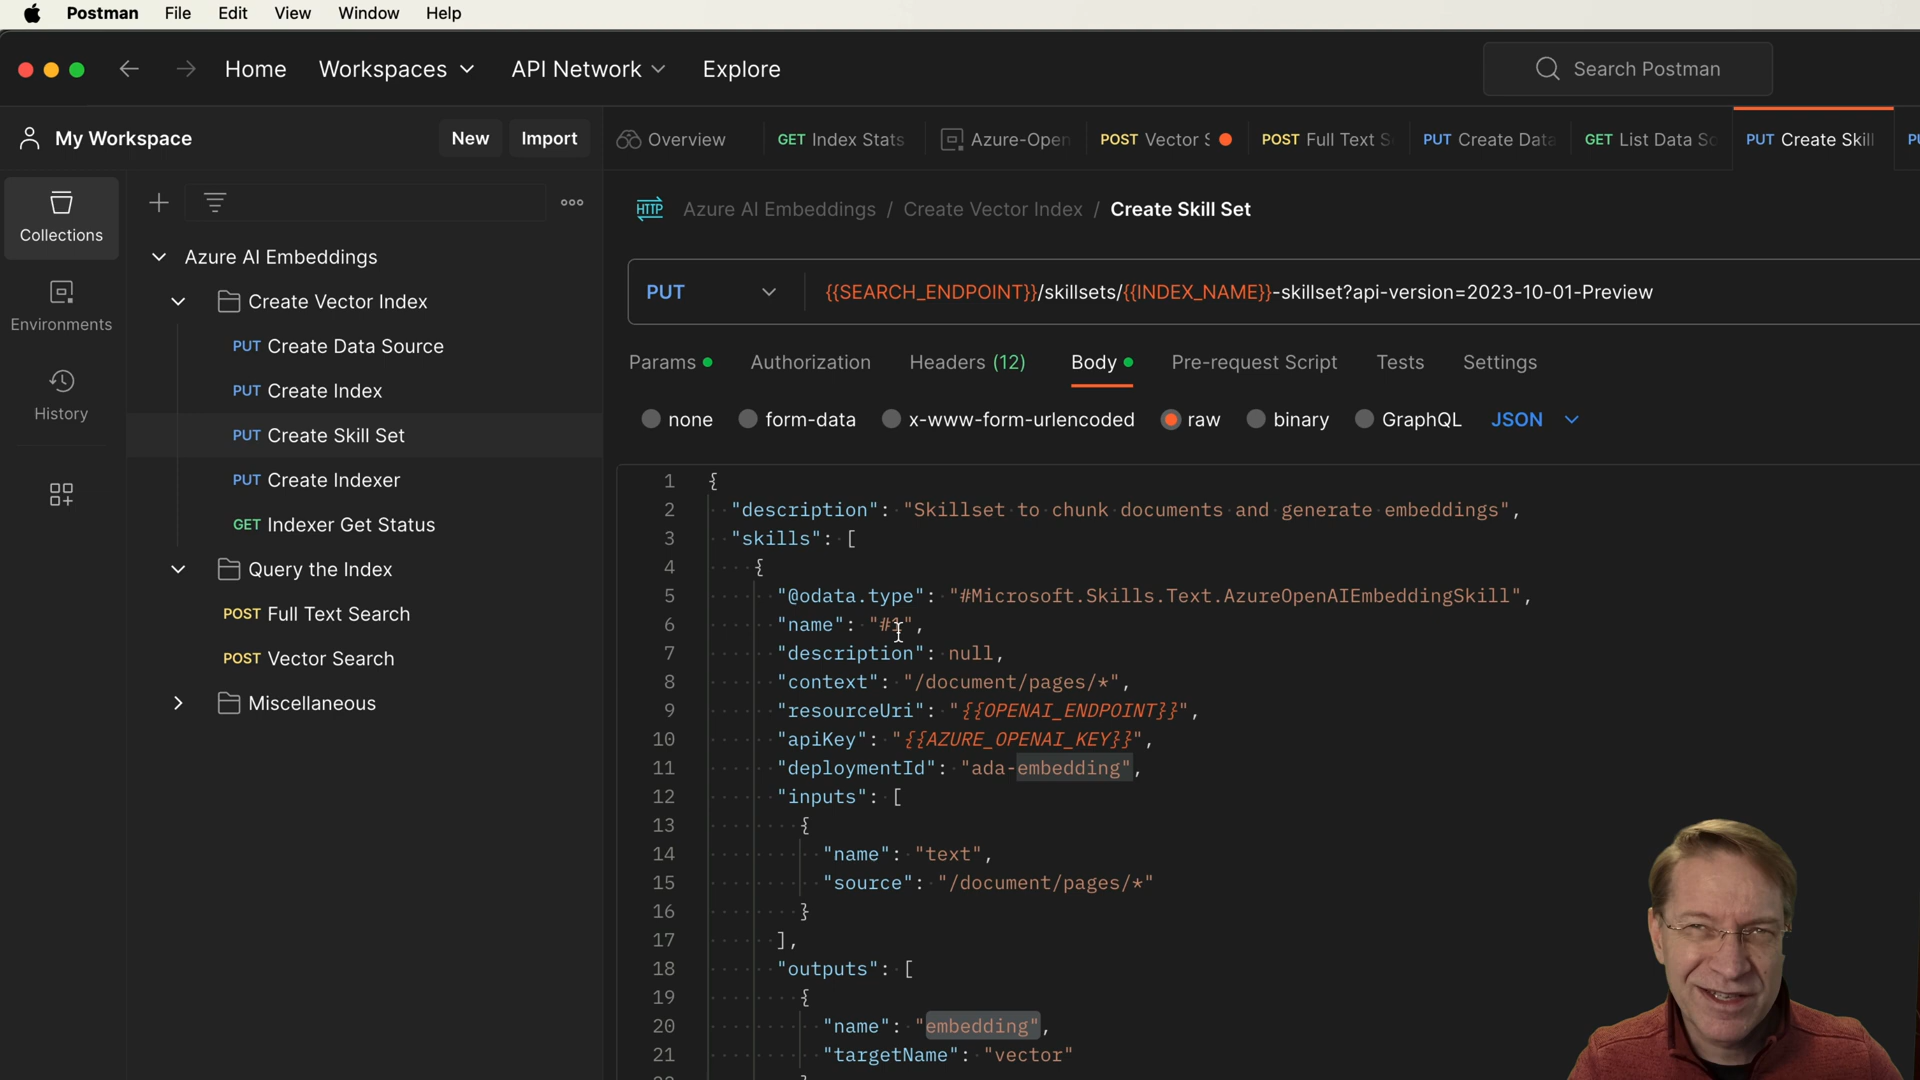 Postman File Edit View Window Help
Home Workspaces API Network Explore Search Postman
My Workspace New Import Overview GET Index Stats Azure-Open POST Vector S POST Full Text S PUT Create Data GET List Data So PUT Create Skil PU
Collections
Environments
History
Azure AI Embeddings
Create Vector Index
PUT Create Data Source
PUT Create Index
PUT Create Skill Set
PUT Create Indexer
GET Indexer Get Status
Query the Index
POST Full Text Search
POST Vector Search
Miscellaneous
HTTP Azure AI Embeddings / Create Vector Index / Create Skill Set
PUT {{SEARCH_ENDPOINT}}/skillsets/{{INDEX_NAME}}-skillset?api-version=2023-10-01-Preview
Params Authorization Headers (12) Body Pre-request Script Tests Settings
none form-data x-www-form-urlencoded raw binary GraphQL JSON
1 {
2 "description": "Skillset to chunk documents and generate embeddings",
3 "skills": [
4 {
5 "@odata.type": "#Microsoft.Skills.Text.AzureOpenAIEmbeddingSkill",
6 "name": "#1",
7 "description": null,
8 "context": "/document/pages/*",
9 "resourceUri": "{{OPENAI_ENDPOINT}}",
10 "apiKey": "{{AZURE_OPENAI_KEY}}",
11 "deploymentId": "ada-embedding",
12 "inputs": [
13 {
14 "name": "text",
15 "source": "/document/pages/*"
16 }
17 ],
18 "outputs": [
19 {
20 "name": "embedding",
21 "targetName": "vector"